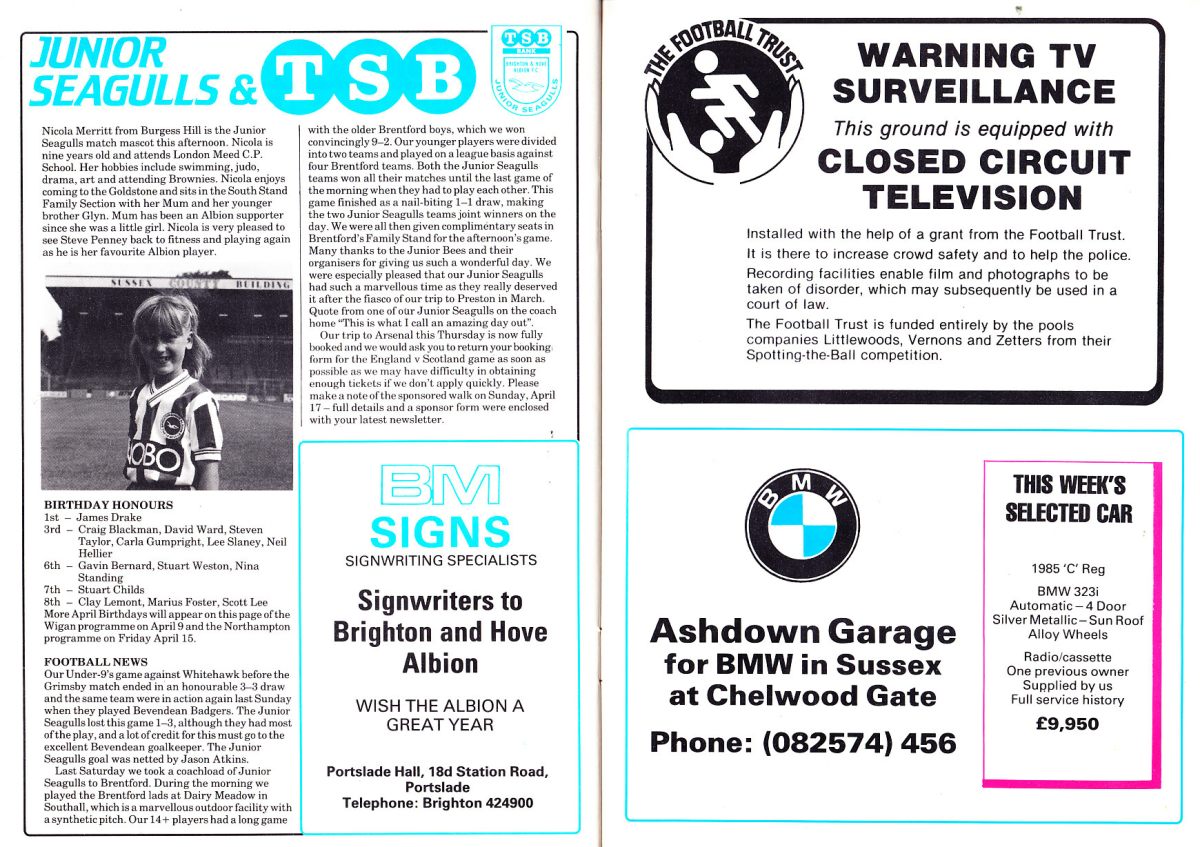 JUNIOR
SEAGULLS & TSB
TSB
BANK
BRIGHTON & HOVE
ALBION F.C.
JUNIOR SEAGULLS
Nicola Merritt from Burgess Hill is the Junior
Seagulls match mascot this afternoon. Nicola is
nine years old and attends London Meed C.P.
School. Her hobbies include swimming, judo,
drama, art and attending Brownies. Nicola enjoys
coming to the Goldstone and sits in the South Stand
Family Section with her Mum and her younger
brother Glyn. Mum has been an Albion supporter
since she was a little girl. Nicola is very pleased to
see Steve Penney back to fitness and playing again
as he is her favourite Albion player.
SUSSEX COUNTY BUILDING
NOBO
BIRTHDAY HONOURS
1st – James Drake
3rd – Craig Blackman, David Ward, Steven
Taylor, Carla Gumpright, Lee Slaney, Neil
Hellier
6th – Gavin Bernard, Stuart Weston, Nina
Standing
7th – Stuart Childs
8th – Clay Lemont, Marius Foster, Scott Lee
More April Birthdays will appear on this page of the
Wigan programme on April 9 and the Northampton
programme on Friday April 15.
FOOTBALL NEWS
Our Under-9's game against Whitehawk before the
Grimsby match ended in an honourable 3–3 draw
and the same team were in action again last Sunday
when they played Bevendean Badgers. The Junior
Seagulls lost this game 1–3, although they had most
of the play, and a lot of credit for this must go to the
excellent Bevendean goalkeeper. The Junior
Seagulls goal was netted by Jason Atkins.
Last Saturday we took a coachload of Junior
Seagulls to Brentford. During the morning we
played the Brentford lads at Dairy Meadow in
Southall, which is a marvellous outdoor facility with
a synthetic pitch. Our 14+ players had a long game
with the older Brentford boys, which we won
convincingly 9–2. Our younger players were divided
into two teams and played on a league basis against
four Brentford teams. Both the Junior Seagulls
teams won all their matches until the last game of
the morning when they had to play each other. This
game finished as a nail-biting 1–1 draw, making
the two Junior Seagulls teams joint winners on the
day. We were all then given complimentary seats in
Brentford's Family Stand for the afternoon's game.
Many thanks to the Junior Bees and their
organisers for giving us such a wonderful day. We
were especially pleased that our Junior Seagulls
had such a marvellous time as they really deserved
it after the fiasco of our trip to Preston in March.
Quote from one of our Junior Seagulls on the coach
home "This is what I call an amazing day out".
Our trip to Arsenal this Thursday is now fully
booked and we would ask you to return your booking
form for the England v Scotland game as soon as
possible as we may have difficulty in obtaining
enough tickets if we don't apply quickly. Please
make a note of the sponsored walk on Sunday, April
17 – full details and a sponsor form were enclosed
with your latest newsletter.
BM
SIGNS
SIGNWRITING SPECIALISTS
Signwriters to
Brighton and Hove
Albion
WISH THE ALBION A
GREAT YEAR
Portslade Hall, 18d Station Road,
Portslade
Telephone: Brighton 424900
THE FOOTBALL TRUST
WARNING TV
SURVEILLANCE
This ground is equipped with
CLOSED CIRCUIT
TELEVISION
Installed with the help of a grant from the Football Trust.
It is there to increase crowd safety and to help the police.
Recording facilities enable film and photographs to be
taken of disorder, which may subsequently be used in a
court of law.
The Football Trust is funded entirely by the pools
companies Littlewoods, Vernons and Zetters from their
Spotting-the-Ball competition.
BMW
Ashdown Garage
for BMW in Sussex
at Chelwood Gate
Phone: (082574) 456
THIS WEEK'S
SELECTED CAR
1985 'C' Reg
BMW 323i
Automatic – 4 Door
Silver Metallic – Sun Roof
Alloy Wheels
Radio/cassette
One previous owner
Supplied by us
Full service history
£9,950